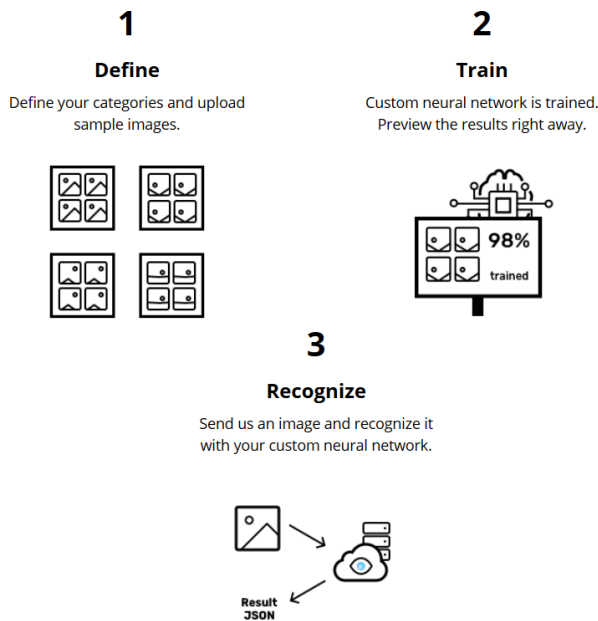 1
Define
Define your categories and upload
sample images.
2
Train
Custom neural network is trained.
Preview the results right away.
98%
trained
3
Recognize
Send us an image and recognize it
with your custom neural network.
Result
JSON